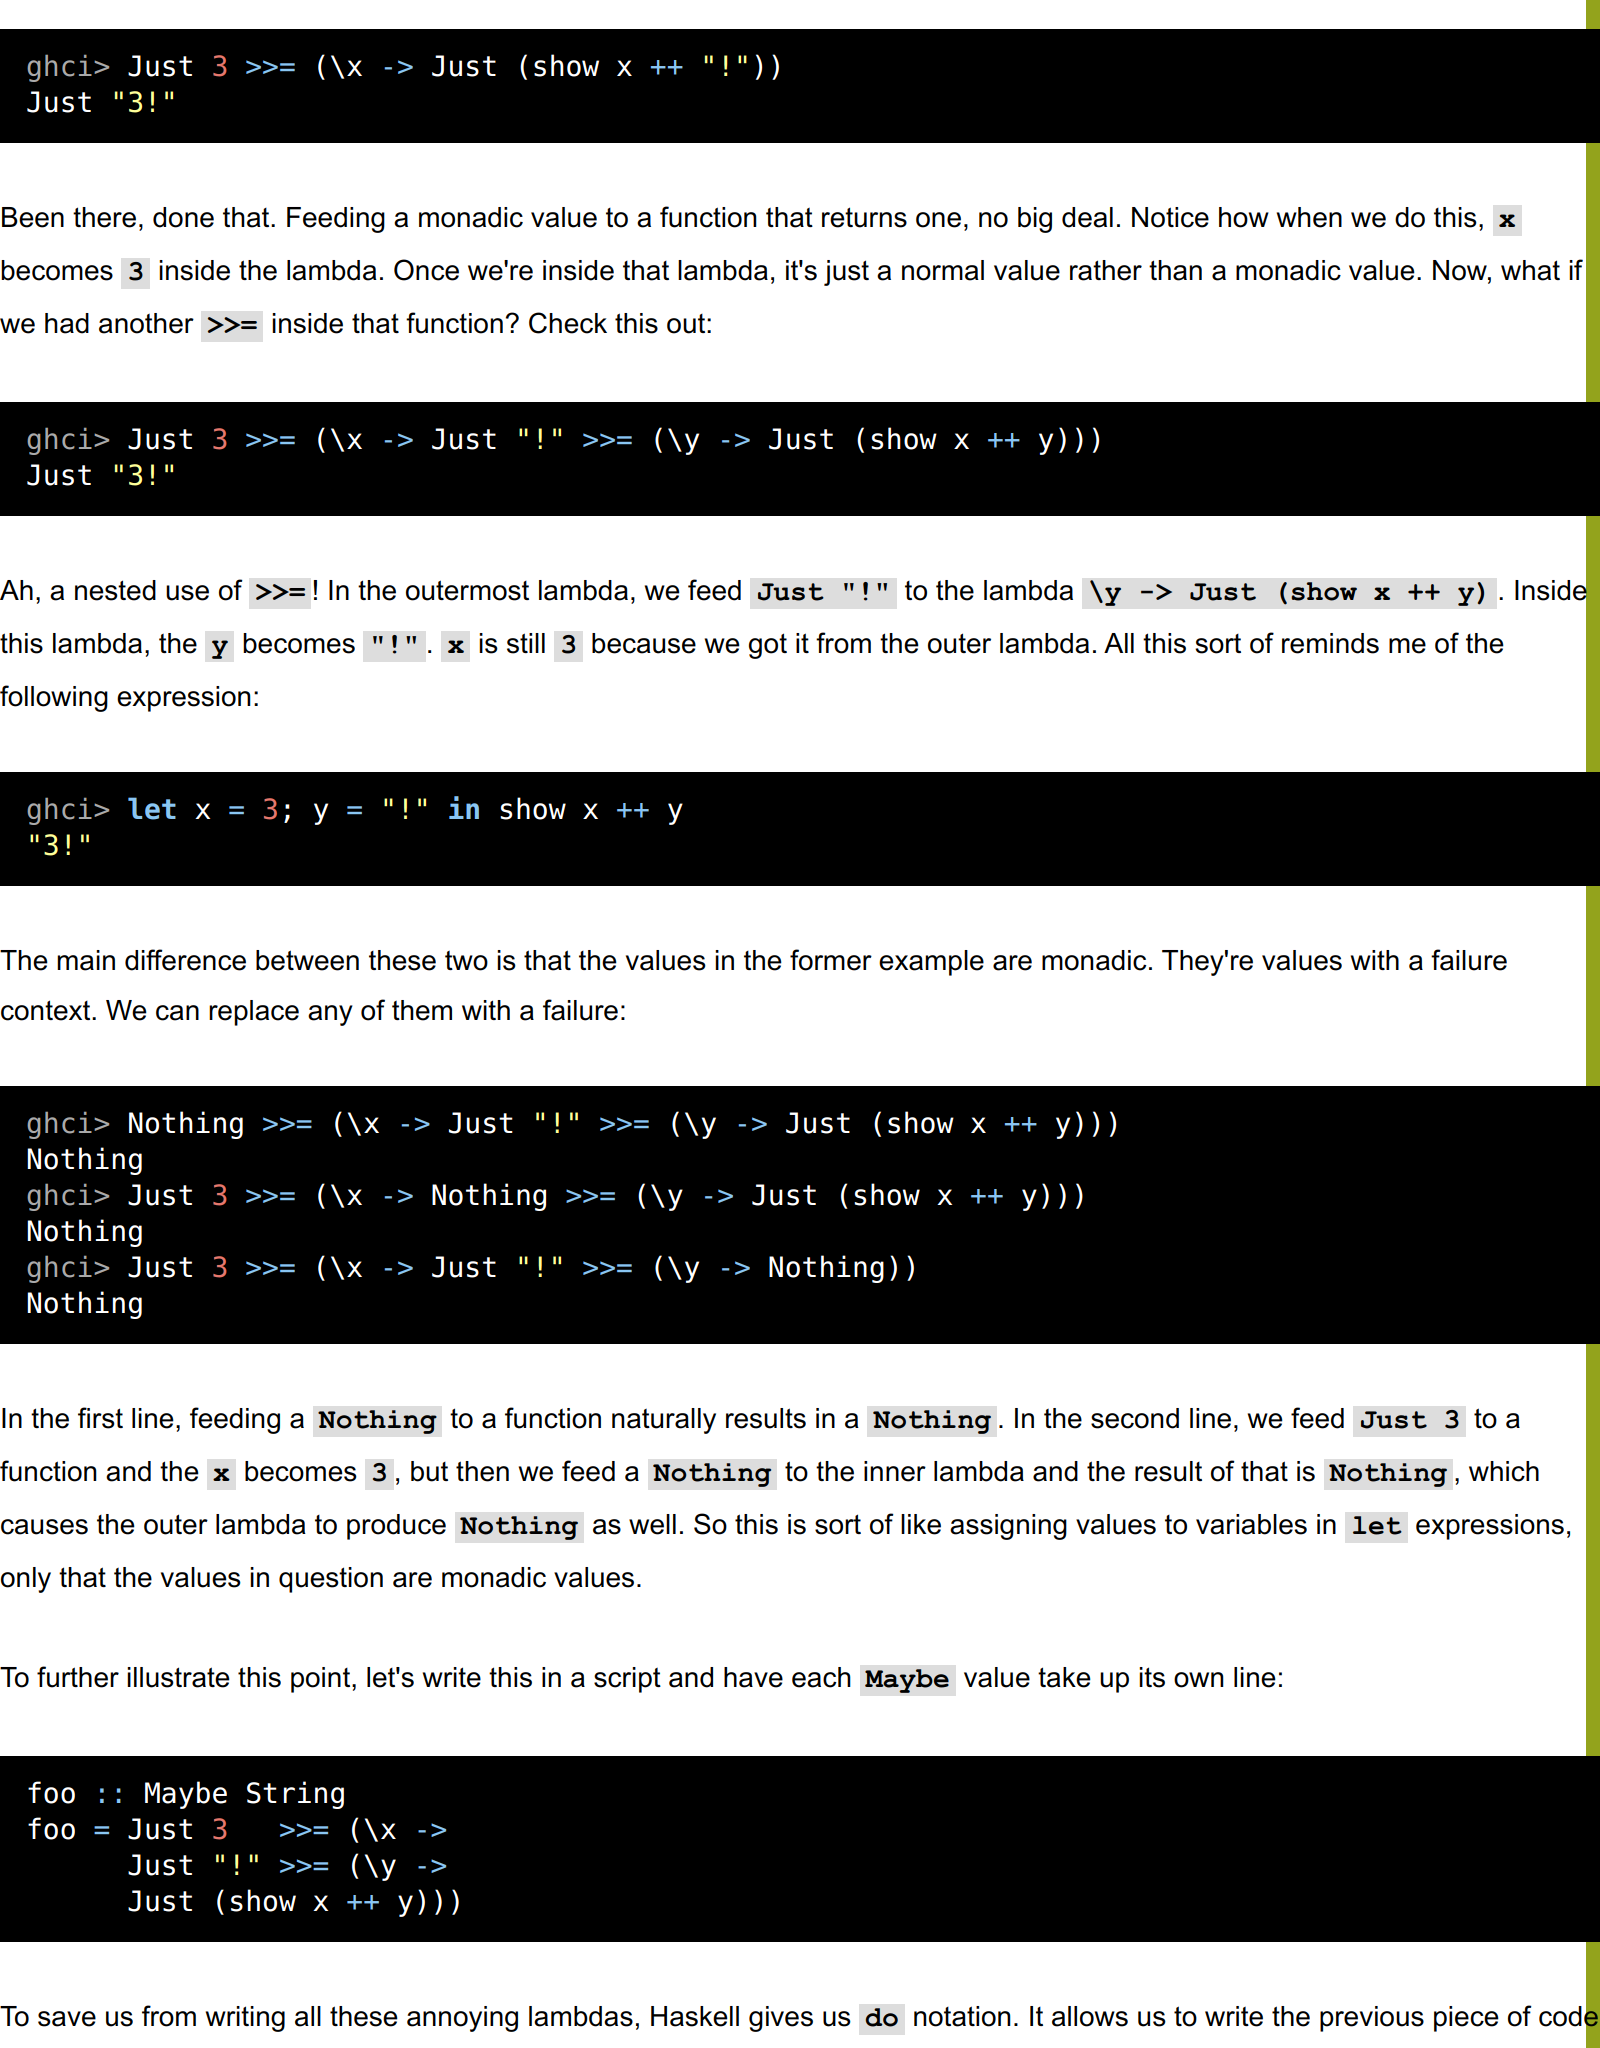 ghci> Just 3 >>= (\x -> Just (show x ++ "!"))
Just "3!"
Been there, done that. Feeding a monadic value to a function that returns one, no big deal. Notice how when we do this, x
becomes 3 inside the lambda. Once we're inside that lambda, it's just a normal value rather than a monadic value. Now, what if
we had another >>= inside that function? Check this out:
ghci> Just 3 >>= (\x -> Just "!" >>= (\y -> Just (show x ++ y)))
Just "3!"
Ah, a nested use of >>=! In the outermost lambda, we feed Just "!" to the lambda \y -> Just (show x ++ y). Inside
this lambda, the y becomes "!". x is still 3 because we got it from the outer lambda. All this sort of reminds me of the
following expression:
ghci> let x = 3; y = "!" in show x ++ y
"3!"
The main difference between these two is that the values in the former example are monadic. They're values with a failure
context. We can replace any of them with a failure:
ghci> Nothing >>= (\x -> Just "!" >>= (\y -> Just (show x ++ y)))
Nothing
ghci> Just 3 >>= (\x -> Nothing >>= (\y -> Just (show x ++ y)))
Nothing
ghci> Just 3 >>= (\x -> Just "!" >>= (\y -> Nothing))
Nothing
In the first line, feeding a Nothing to a function naturally results in a Nothing. In the second line, we feed Just 3 to a
function and the x becomes 3, but then we feed a Nothing to the inner lambda and the result of that is Nothing, which
causes the outer lambda to produce Nothing as well. So this is sort of like assigning values to variables in let expressions,
only that the values in question are monadic values.
To further illustrate this point, let's write this in a script and have each Maybe value take up its own line:
foo :: Maybe String
foo = Just 3   >>= (\x ->
      Just "!" >>= (\y ->
      Just (show x ++ y)))
To save us from writing all these annoying lambdas, Haskell gives us do notation. It allows us to write the previous piece of code